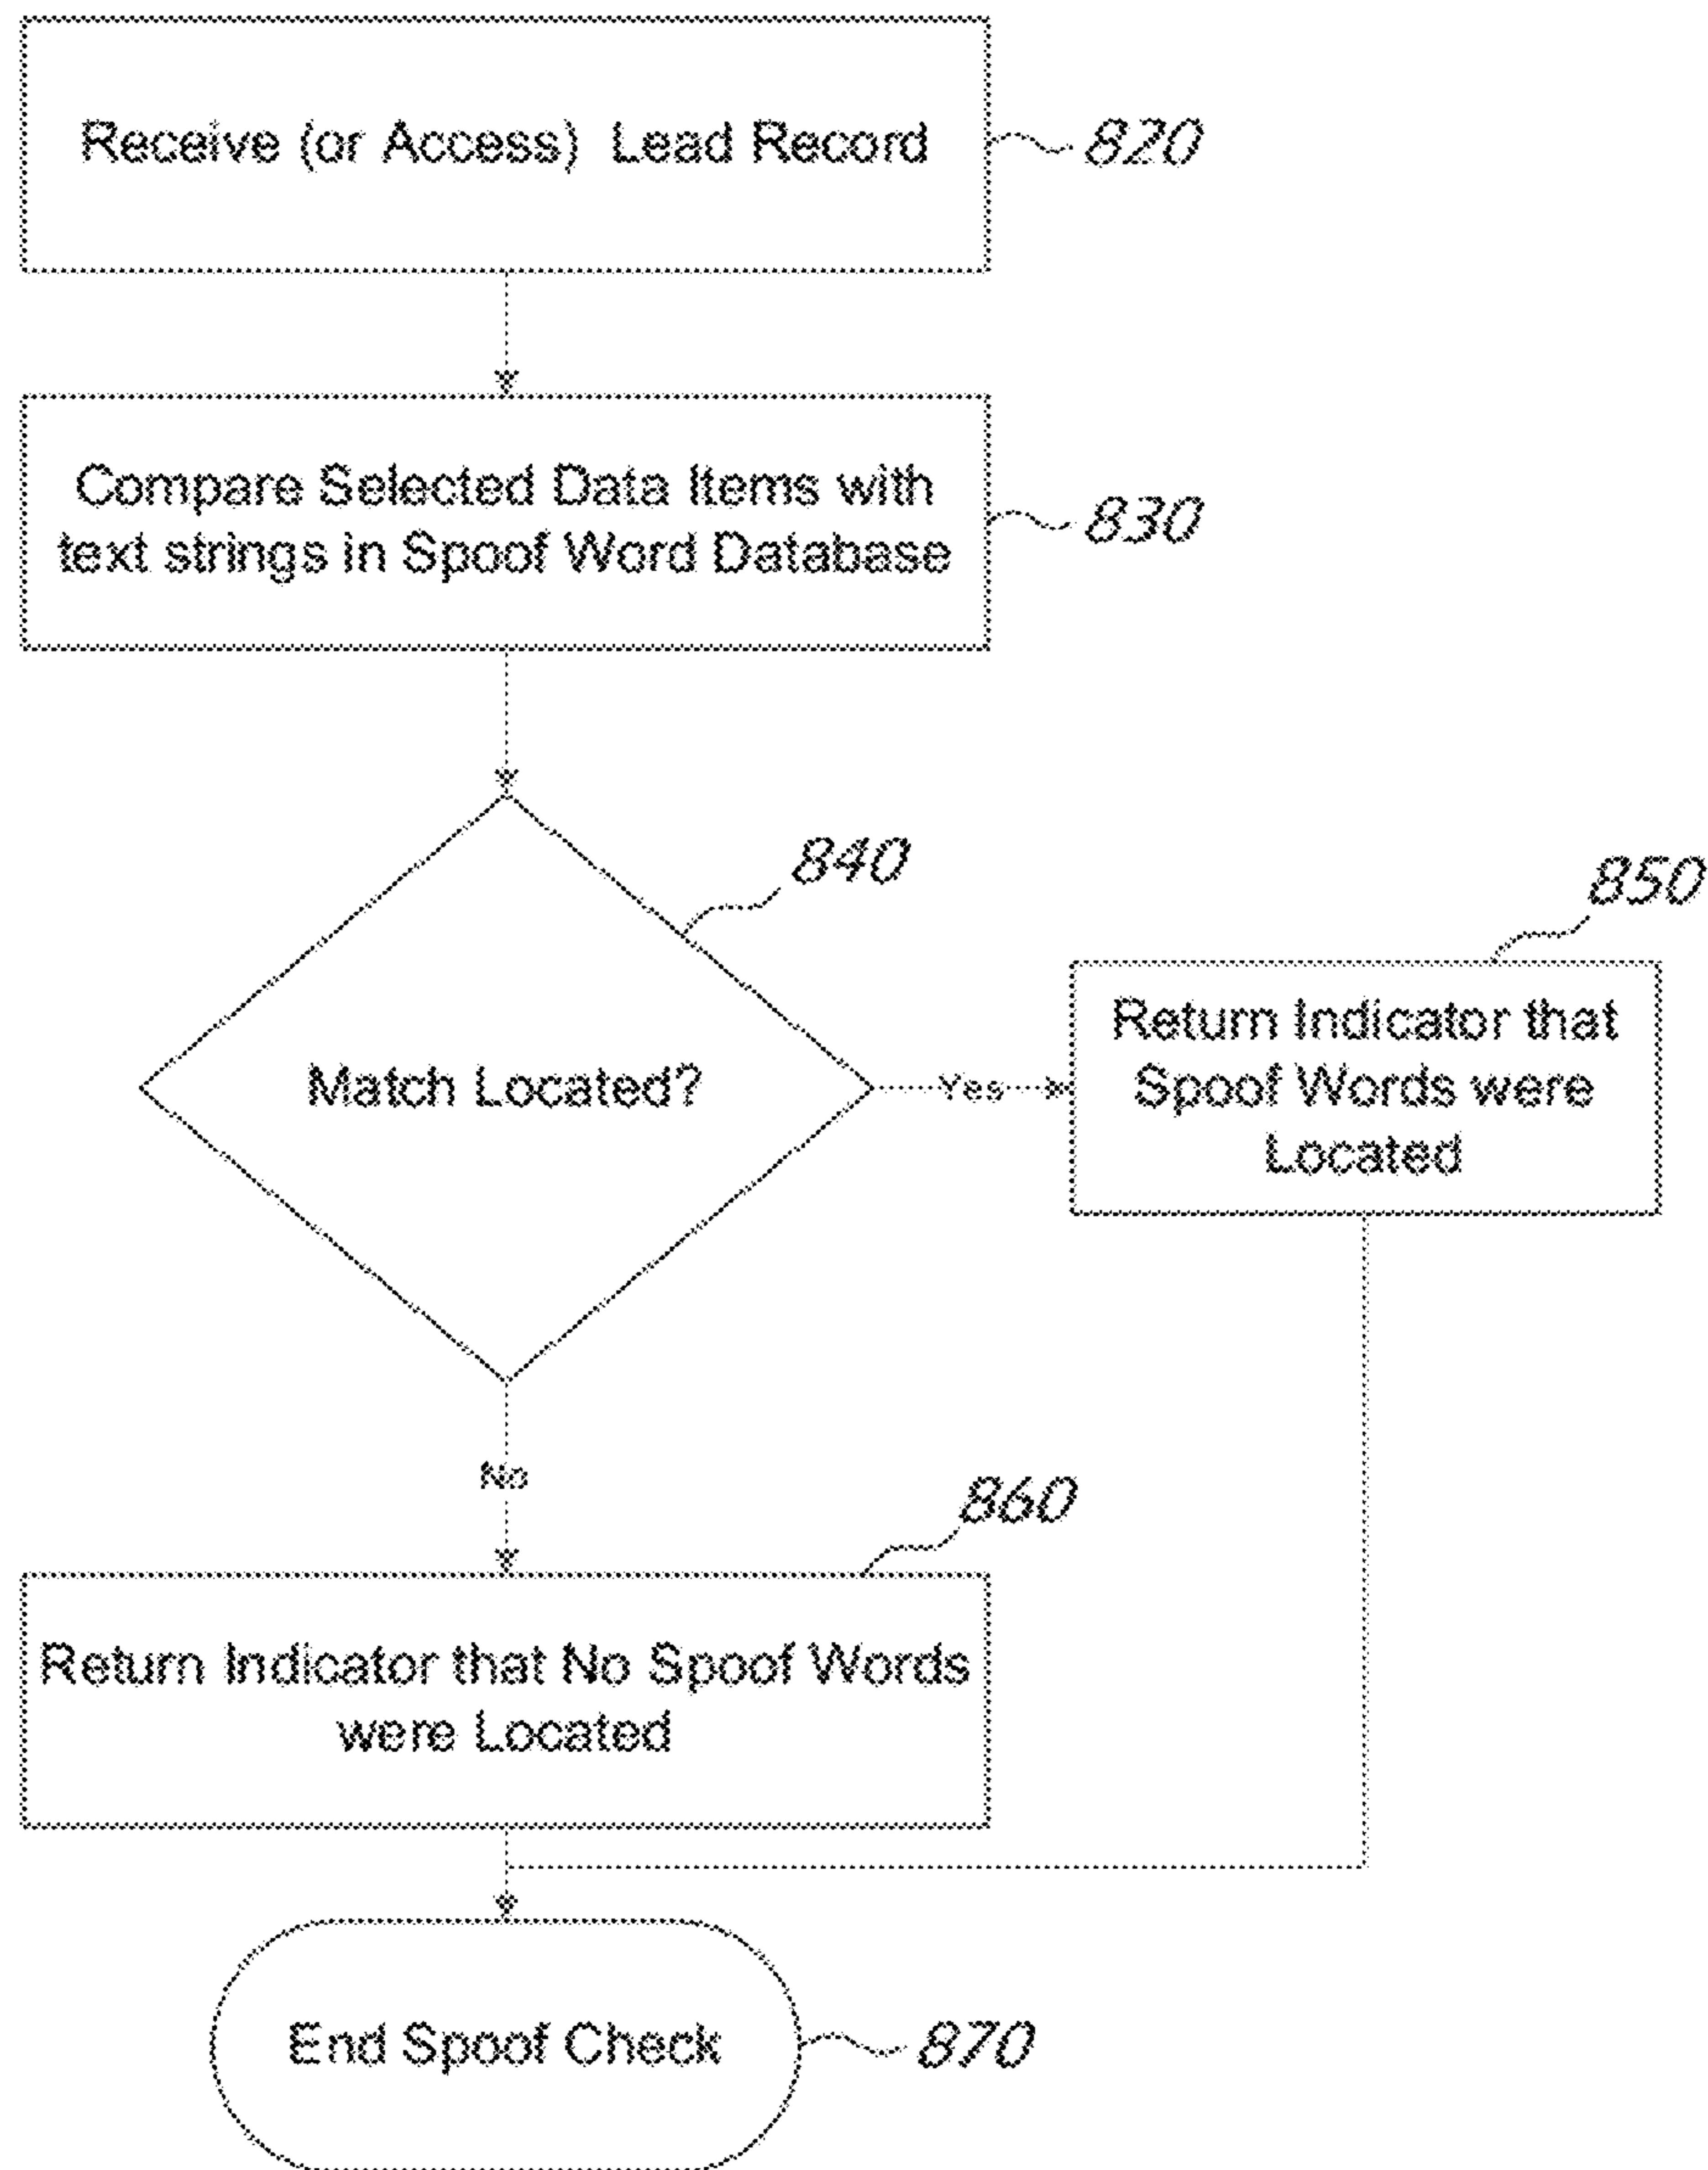 Receive (or Access) Lead Record
820
Compare Selected Data Items with
text strings in Spoof Word Database
830
840
Match Located?
Yes
850
Return Indicator that
Spoof Words were
Located
No
860
Return Indicator that No Spoof Words
were Located
End Spoof Check
870